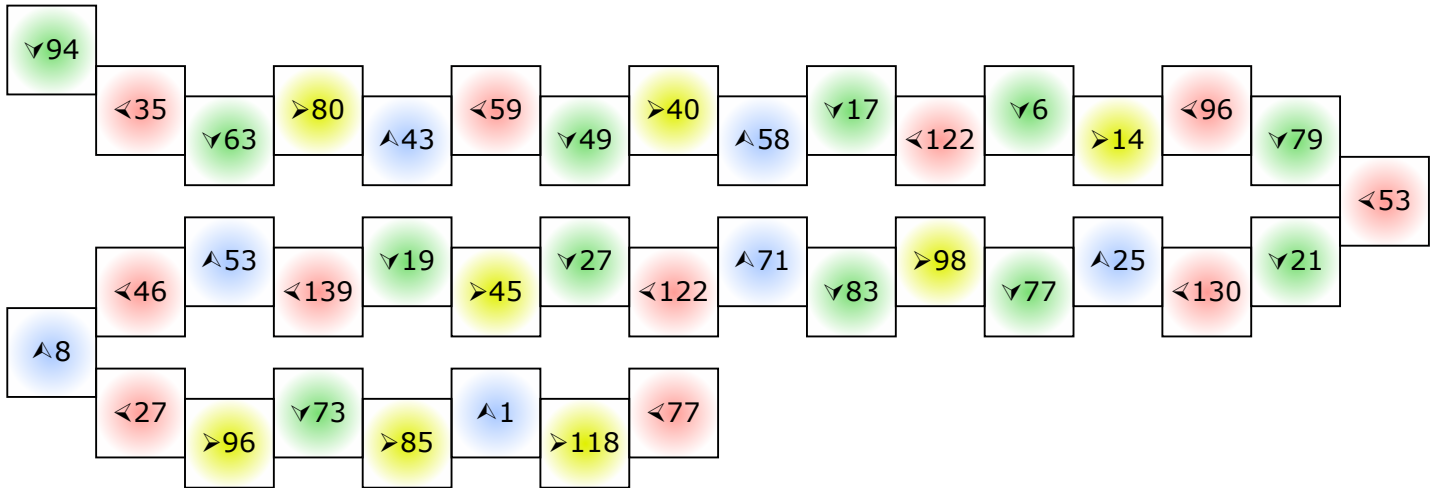 ⮛94 ⮘35 ⮛63 ⮚80 ⮙43 ⮘59 ⮛49 ⮚40 ⮙58 ⮛17 ⮘122 ⮛6 ⮚14 ⮘96 ⮛79 ⮘53
⮘46 ⮙53 ⮘139 ⮛19 ⮚45 ⮛27 ⮘122 ⮙71 ⮛83 ⮚98 ⮛77 ⮙25 ⮘130 ⮛21
⮙8 ⮘27 ⮚96 ⮛73 ⮚85 ⮙1 ⮚118 ⮘77